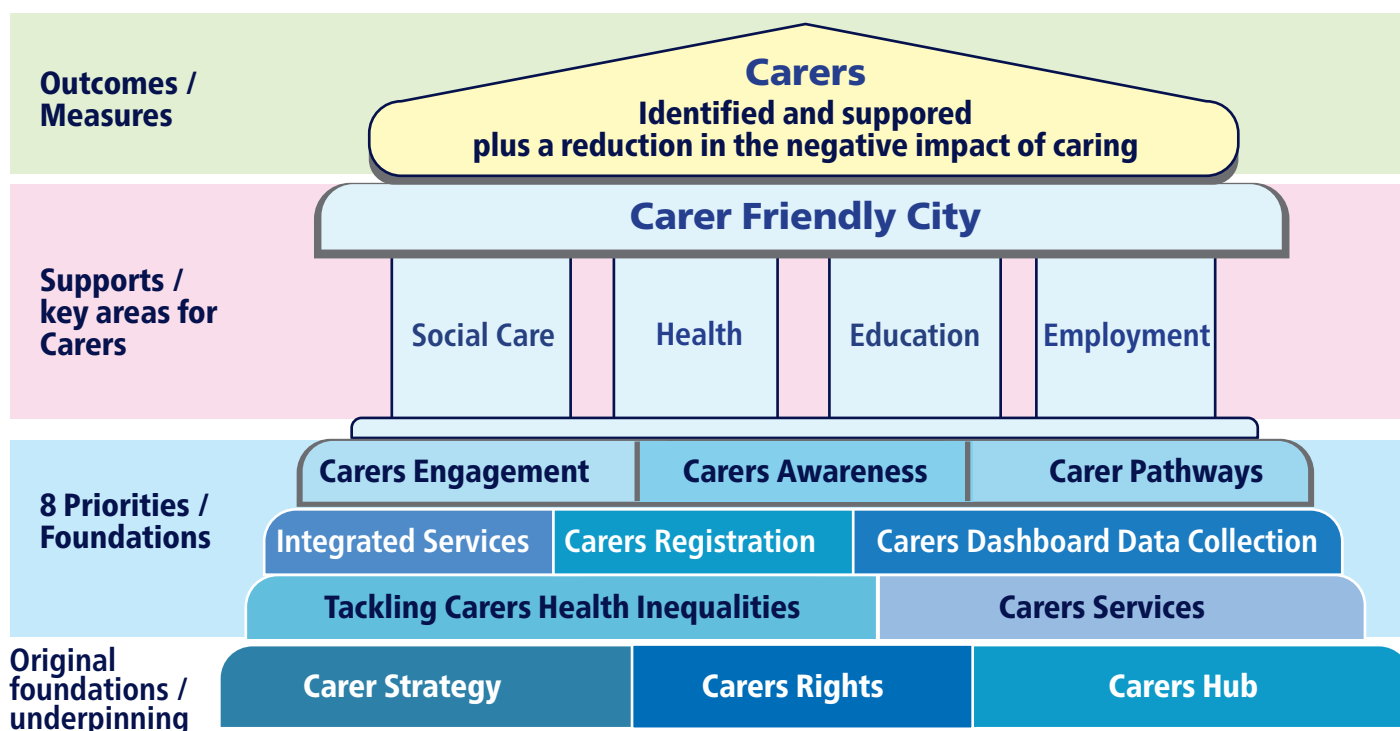 Outcomes /
Measures
Carers
Identified and suppored
plus a reduction in the negative impact of caring
Supports /
key areas for
Carers
Carer Friendly City
Social Care
Health
Education
Employment
8 Priorities /
Foundations
Carers Engagement
Carers Awareness
Carer Pathways
Integrated Services
Carers Registration
Carers Dashboard Data Collection
Tackling Carers Health Inequalities
Carers Services
Original
foundations /
underpinning
Carer Strategy
Carers Rights
Carers Hub